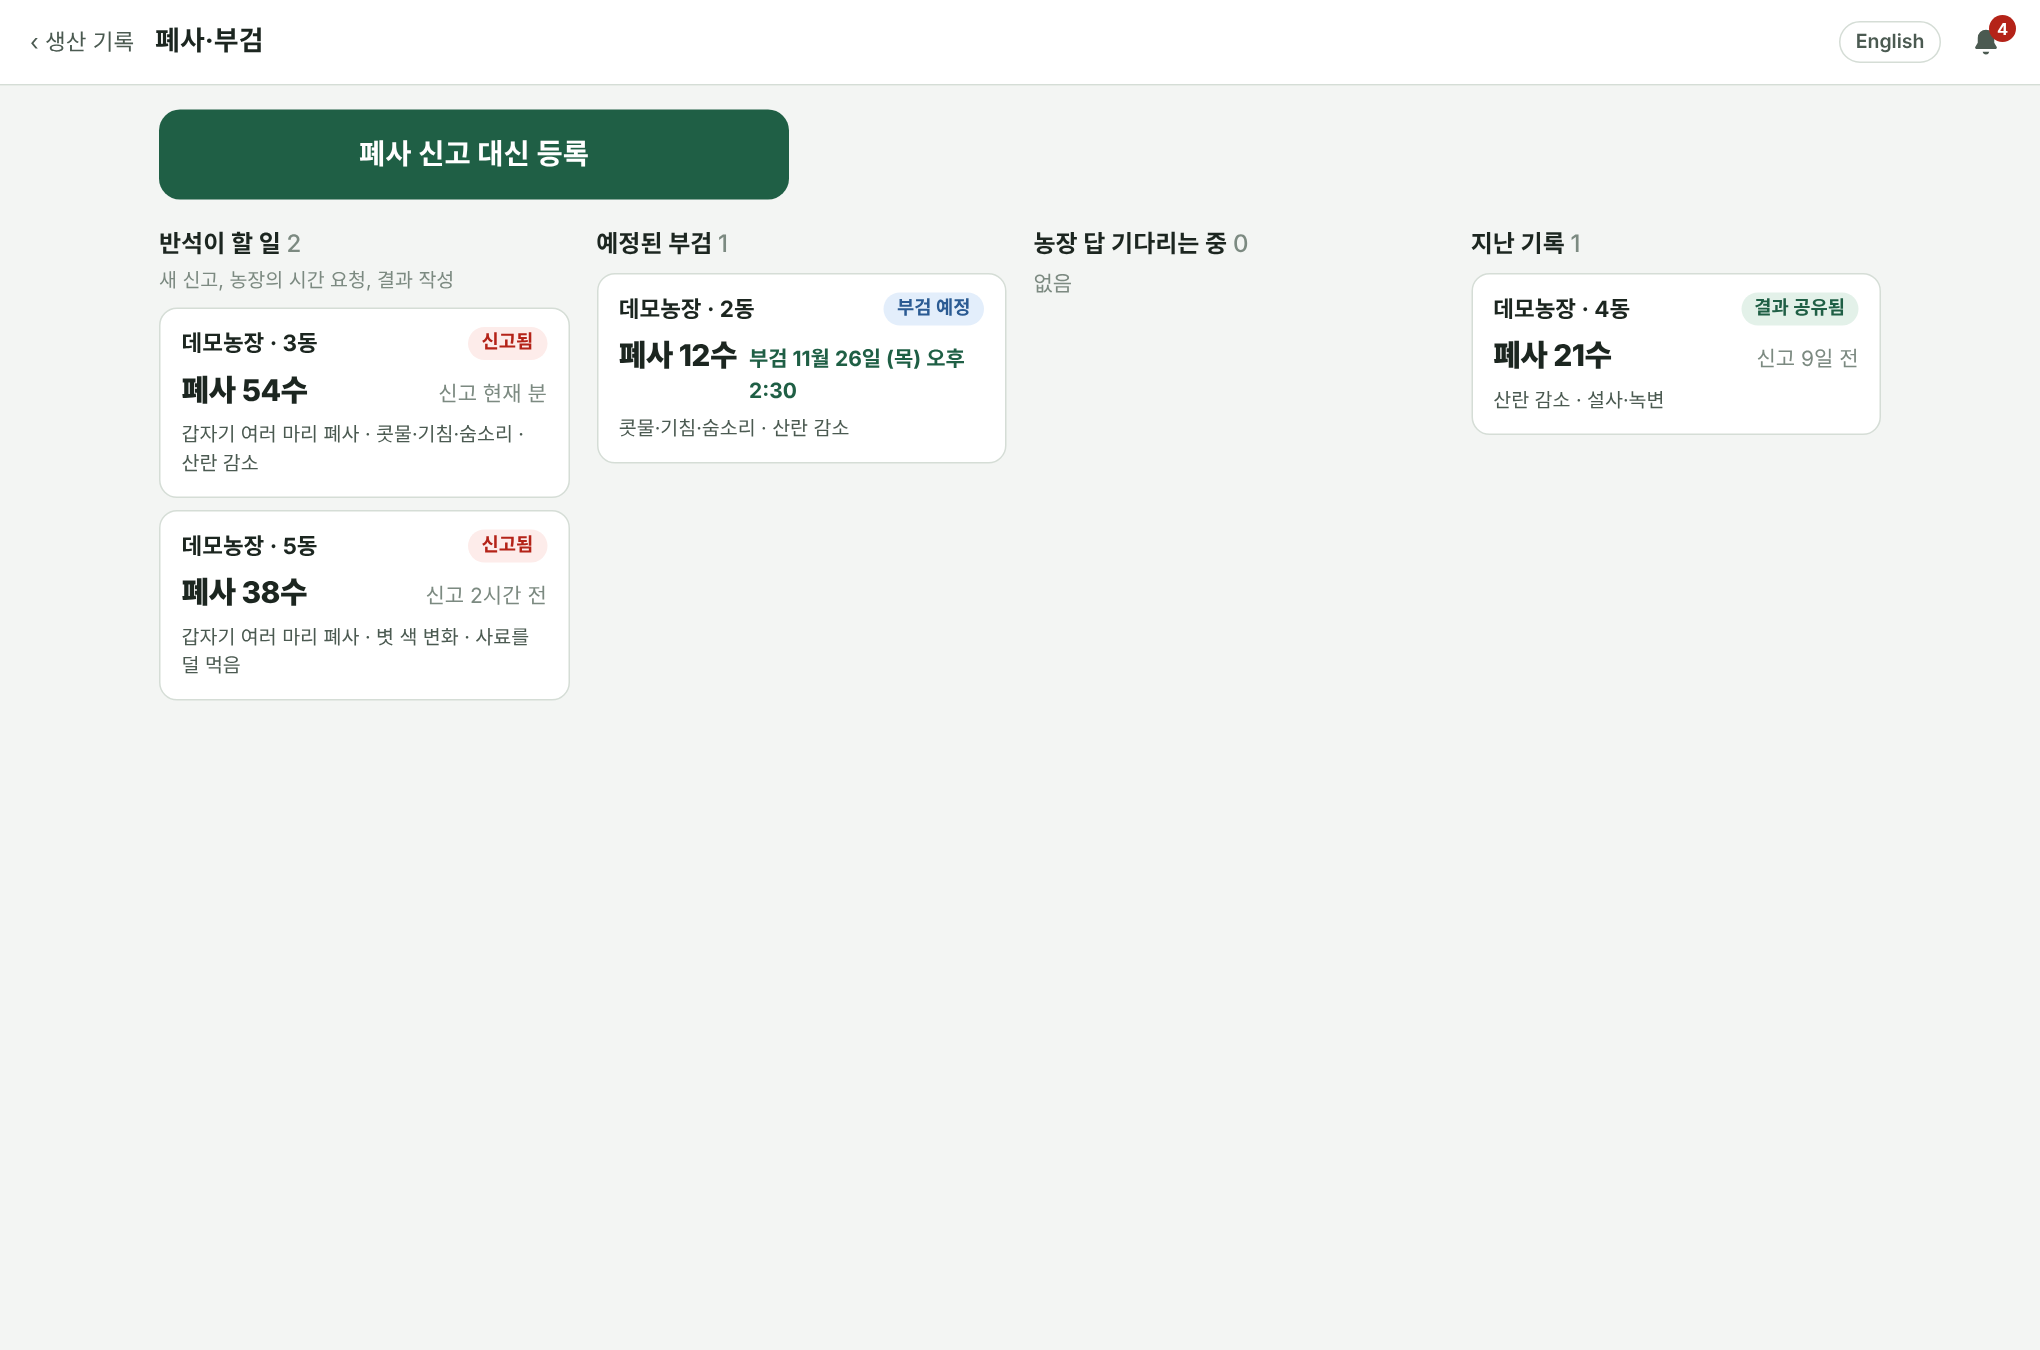 ‹ 생산 기록 폐사·부검
English
4
폐사 신고 대신 등록
반석이 할 일 2
새 신고, 농장의 시간 요청, 결과 작성
데모농장 · 3동
신고됨
폐사 54수
신고 현재 분
갑자기 여러 마리 폐사 · 콧물·기침·숨소리 ·
산란 감소
데모농장 · 5동
신고됨
폐사 38수
신고 2시간 전
갑자기 여러 마리 폐사 · 볏 색 변화 · 사료를
덜 먹음
예정된 부검 1
데모농장 · 2동
부검 예정
폐사 12수
부검 11월 26일 (목) 오후
2:30
콧물·기침·숨소리 · 산란 감소
농장 답 기다리는 중 0
없음
지난 기록 1
데모농장 · 4동
결과 공유됨
폐사 21수
신고 9일 전
산란 감소 · 설사·녹변